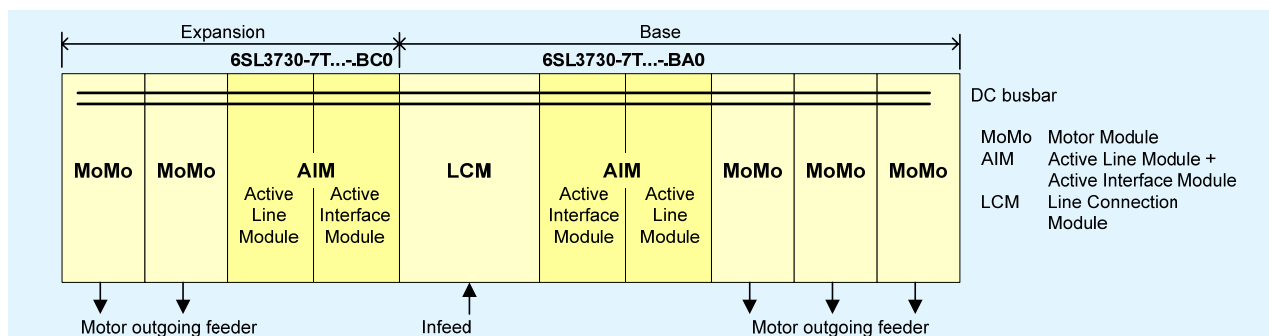 Expansion
Base
6SL3730-7T...-.BC0
6SL3730-7T...-.BA0
DC busbar
MoMo
MoMo
AIM
Active
Line
Module
Active
Interface
Module
LCM
AIM
Active
Interface
Module
Active
Line
Module
MoMo
MoMo
MoMo
MoMo Motor Module
AIM Active Line Module +
Active Interface Module
LCM Line Connection
Module
Motor outgoing feeder
Infeed
Motor outgoing feeder